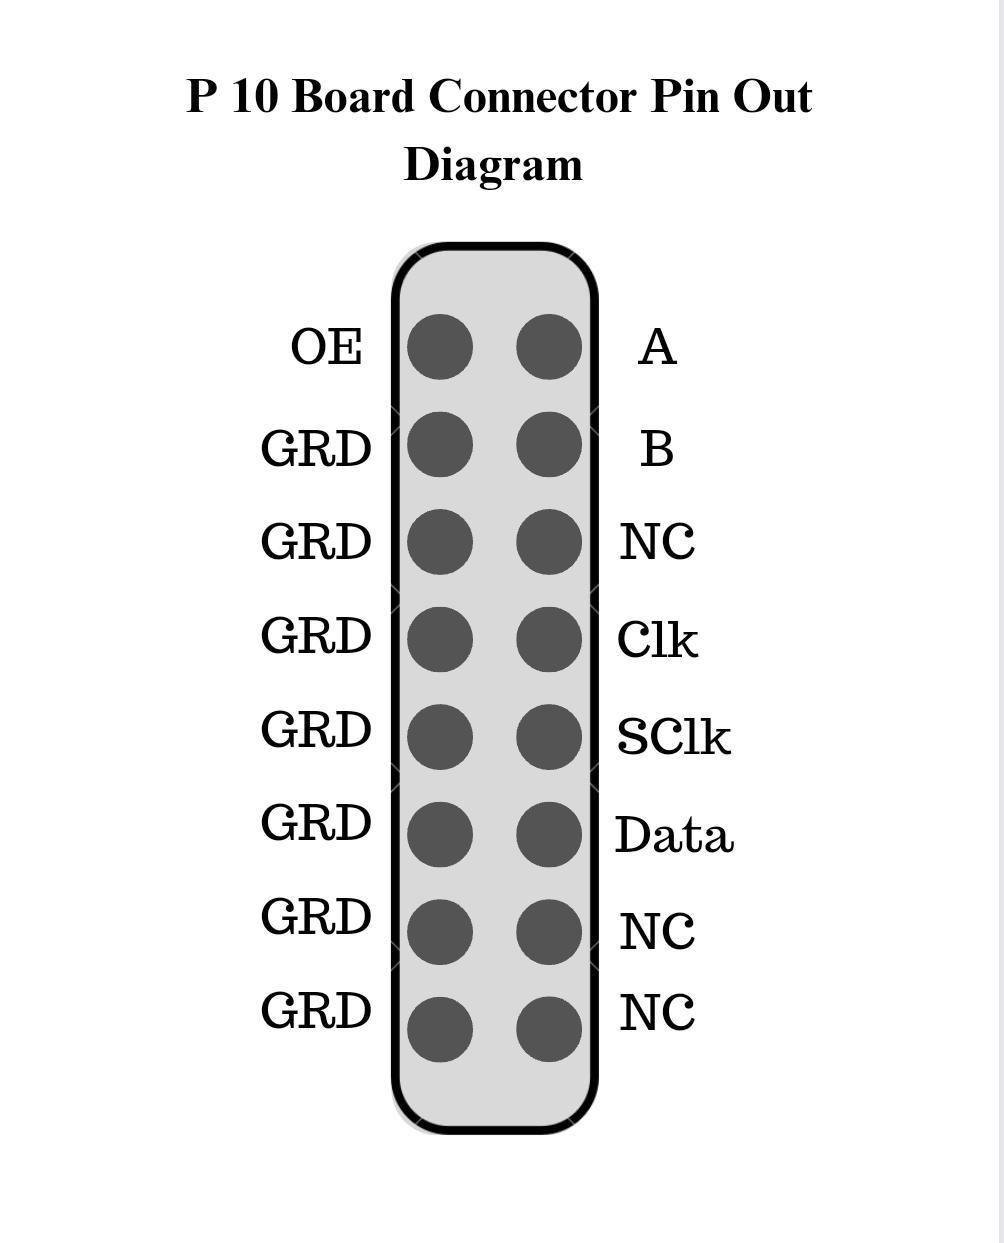 P 10 Board Connector Pin Out
Diagram
OE A
GRD B
GRD NC
GRD Clk
GRD SClk
GRD Data
GRD NC
GRD NC